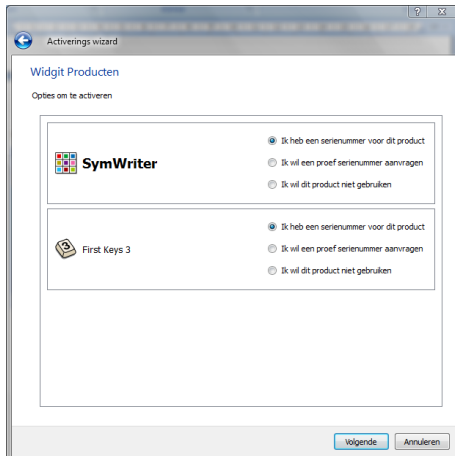 Activerings wizard
Widgit Producten
Opties om te activeren
SymWriter
Ik heb een serienummer voor dit product
Ik wil een proef serienummer aanvragen
Ik wil dit product niet gebruiken
3
First Keys 3
Ik heb een serienummer voor dit product
Ik wil een proef serienummer aanvragen
Ik wil dit product niet gebruiken
Volgende
Annuleren